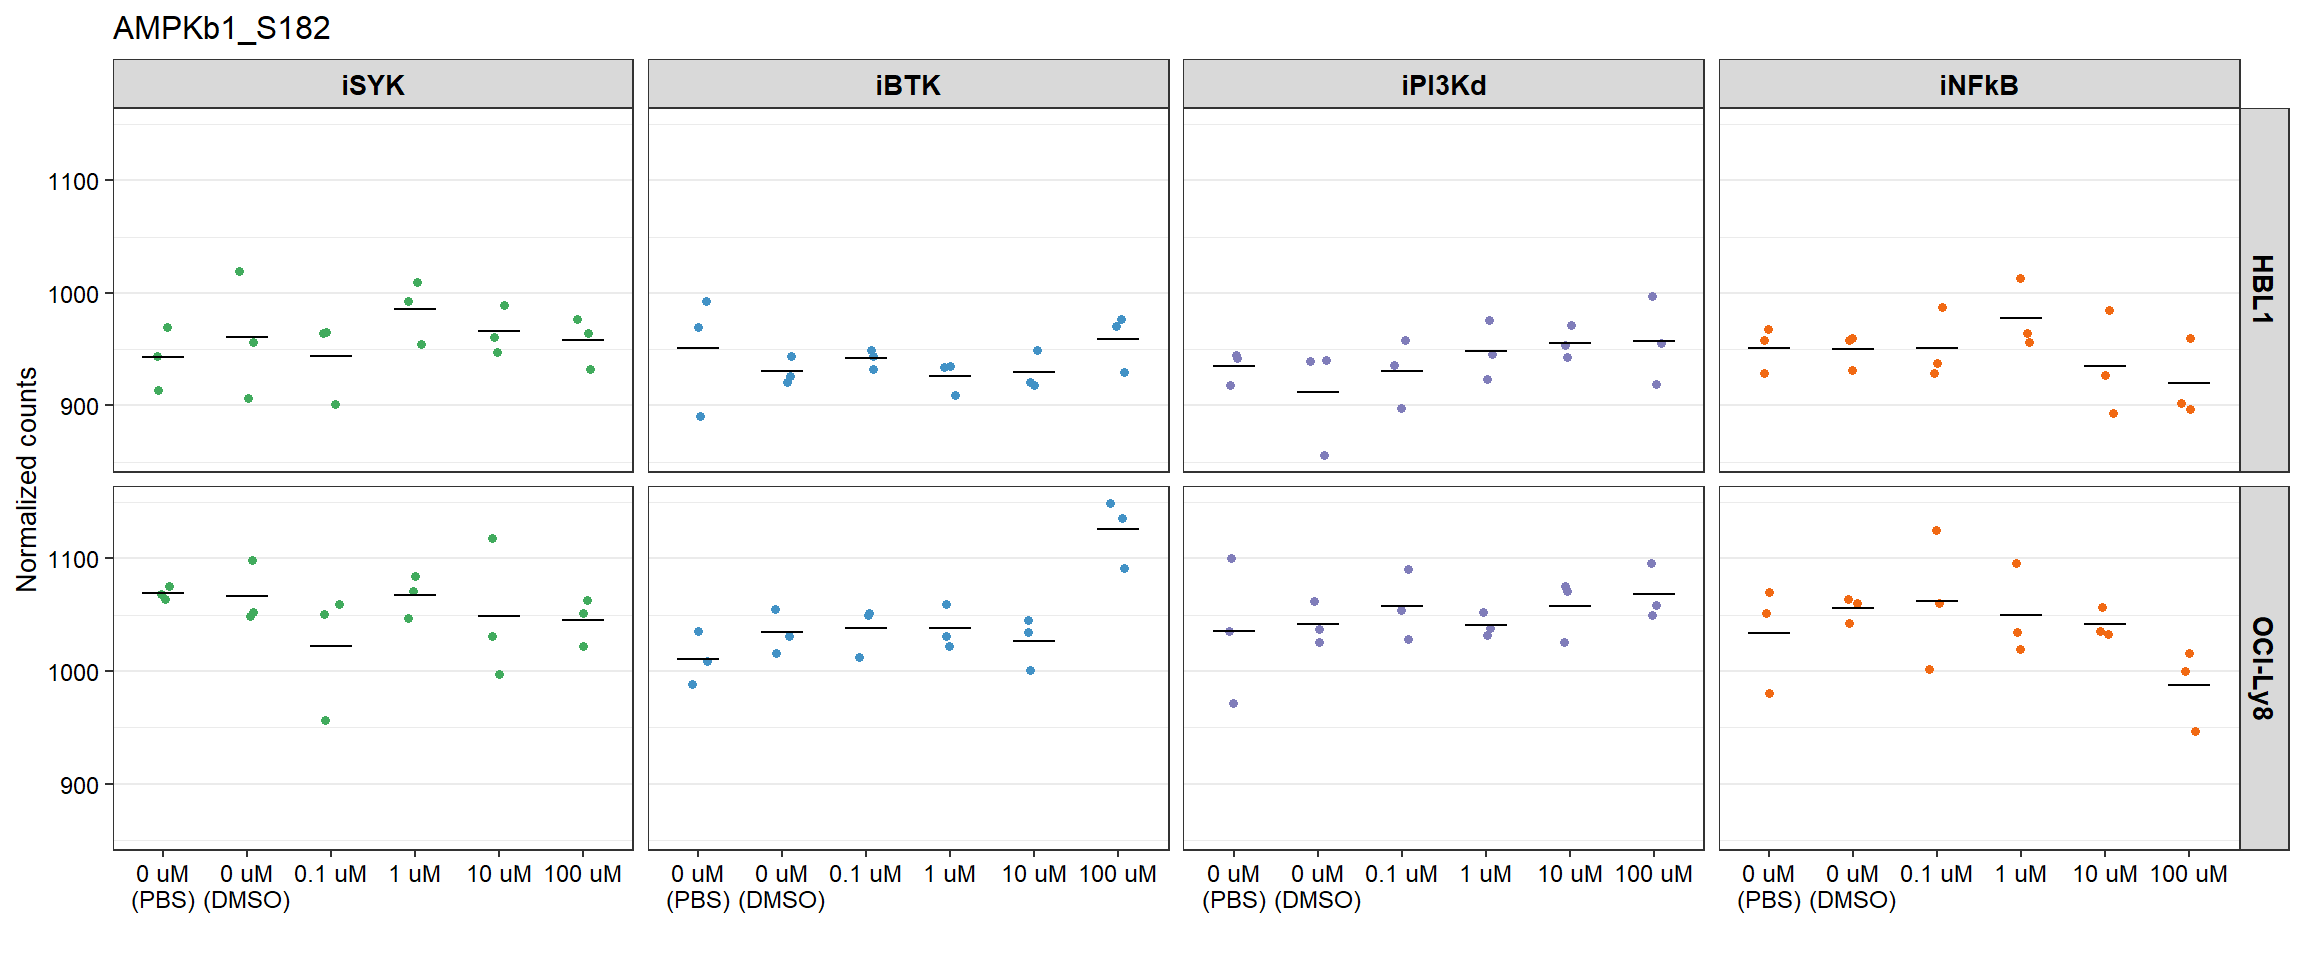 AMPKb1_S182
iSYK iBTK iPI3Kd iNFkB
Normalized counts
1100
1000
900
HBL1
1100
1000
900
OCI-Ly8
0 uM 0 uM 0.1 uM 1 uM 10 uM 100 uM 0 uM 0 uM 0.1 uM 1 uM 10 uM 100 uM 0 uM 0 uM 0.1 uM 1 uM 10 uM 100 uM 0 uM 0 uM 0.1 uM 1 uM 10 uM 100 uM
(PBS) (DMSO) (PBS) (DMSO) (PBS) (DMSO) (PBS) (DMSO)